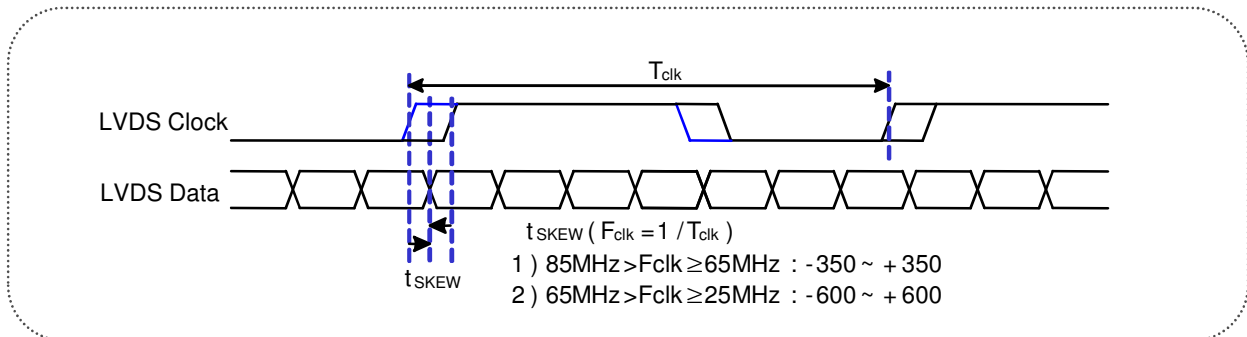 Tclk
LVDS Clock
LVDS Data
tSKEW
tSKEW ( Fclk = 1 / Tclk )
1 ) 85MHz > Fclk ≥ 65MHz : -350 ~ +350
2 ) 65MHz > Fclk ≥ 25MHz : -600 ~ +600